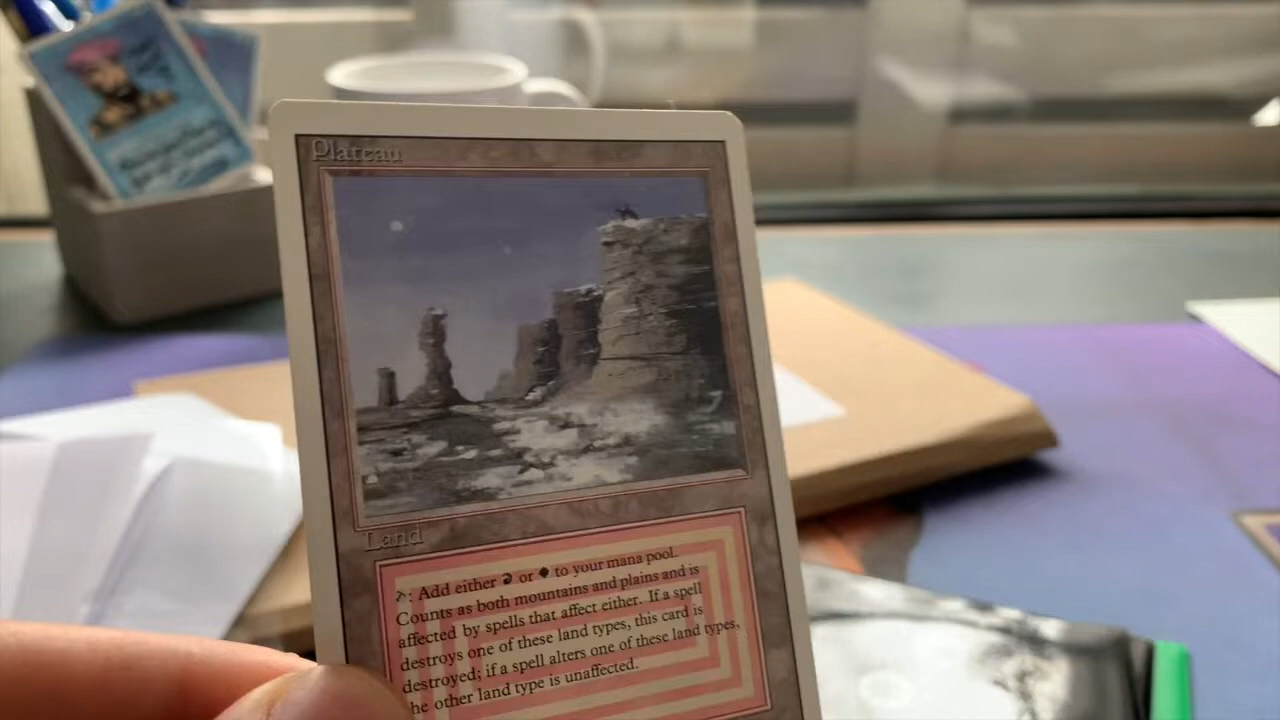 Plateau
Land
: Add either or to your mana pool.
Counts as both mountains and plains and is
affected by spells that affect either. If a spell
destroys one of these land types, this card is
destroyed; if a spell alters one of these land types,
he other land type is unaffected.